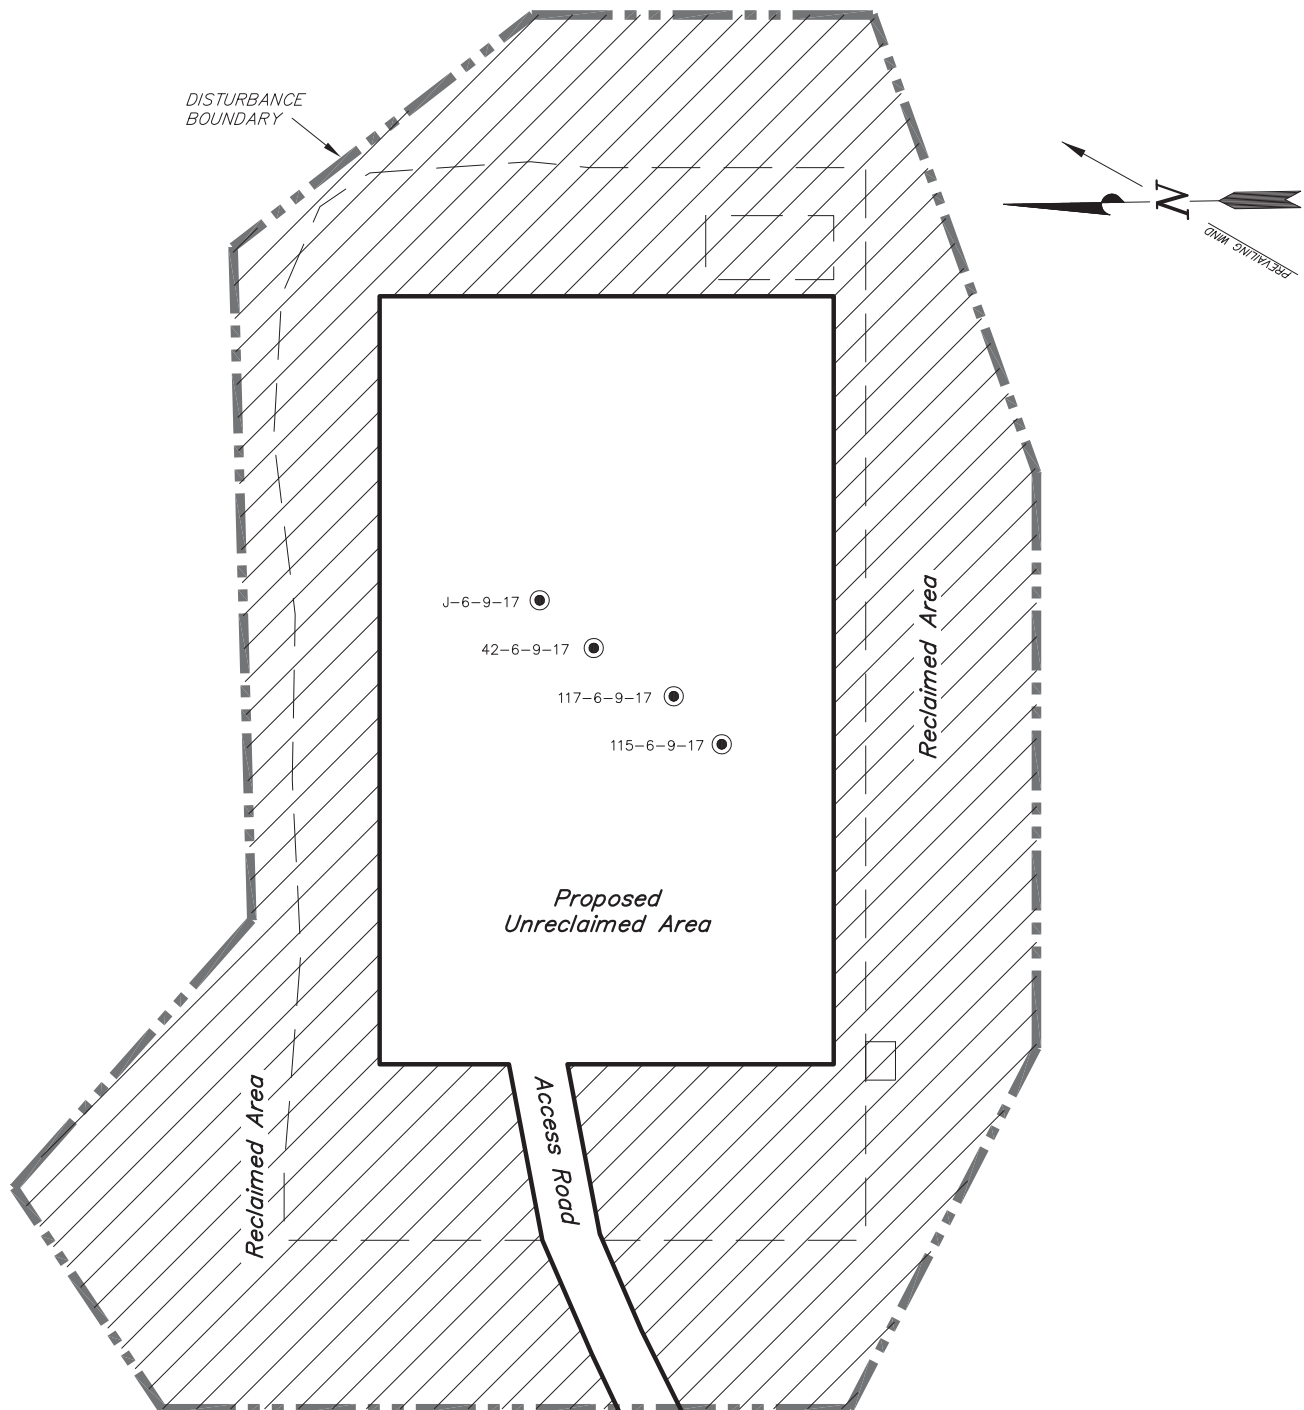 DISTURBANCE
BOUNDARY
N
PREVAILING WIND
J-6-9-17
42-6-9-17
117-6-9-17
115-6-9-17
Reclaimed Area
Proposed
Unreclaimed Area
Access Road
Reclaimed Area